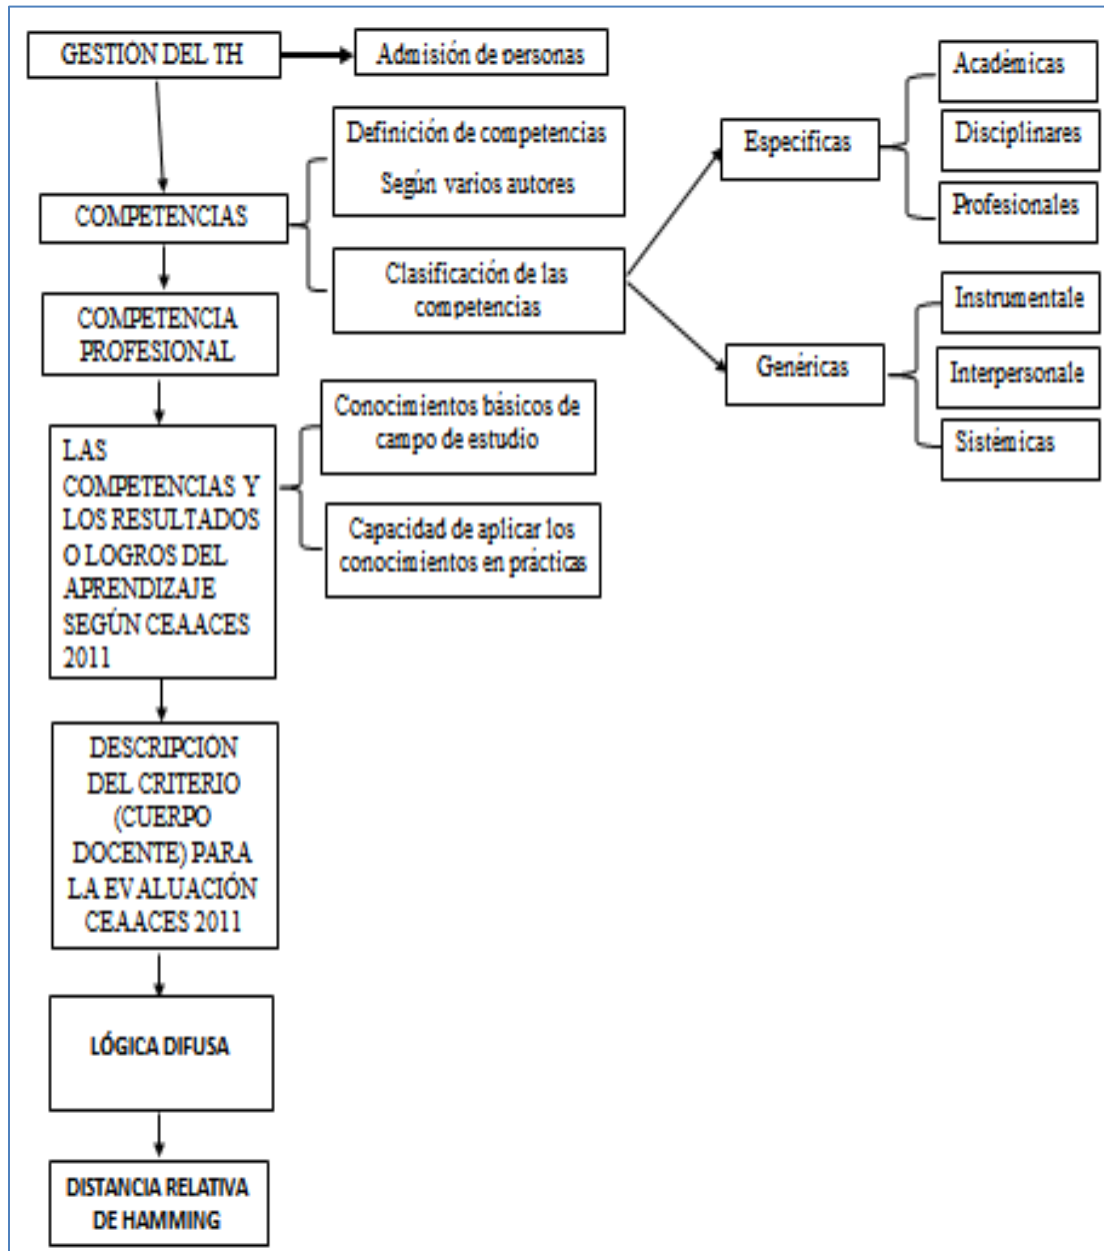 GESTIÓN DEL TH
Admisión de personas
Definición de competencias
Según varios autores
COMPETENCIAS
Clasificación de las
competencias
Específicas
Académicas
Disciplinares
Profesionales
Genéricas
Instrumentale
Interpersonale
Sistémicas
COMPETENCIA
PROFESIONAL
LAS
COMPETENCIAS Y
LOS RESULTADOS
O LOGROS DEL
APRENDIZAJE
SEGÚN CEAACES
2011
Conocimientos básicos de
campo de estudio
Capacidad de aplicar los
conocimientos en prácticas
DESCRIPCIÓN
DEL CRITERIO
(CUERPO
DOCENTE) PARA
LA EVALUACIÓN
CEAACES 2011
LÓGICA DIFUSA
DISTANCIA RELATIVA
DE HAMMING